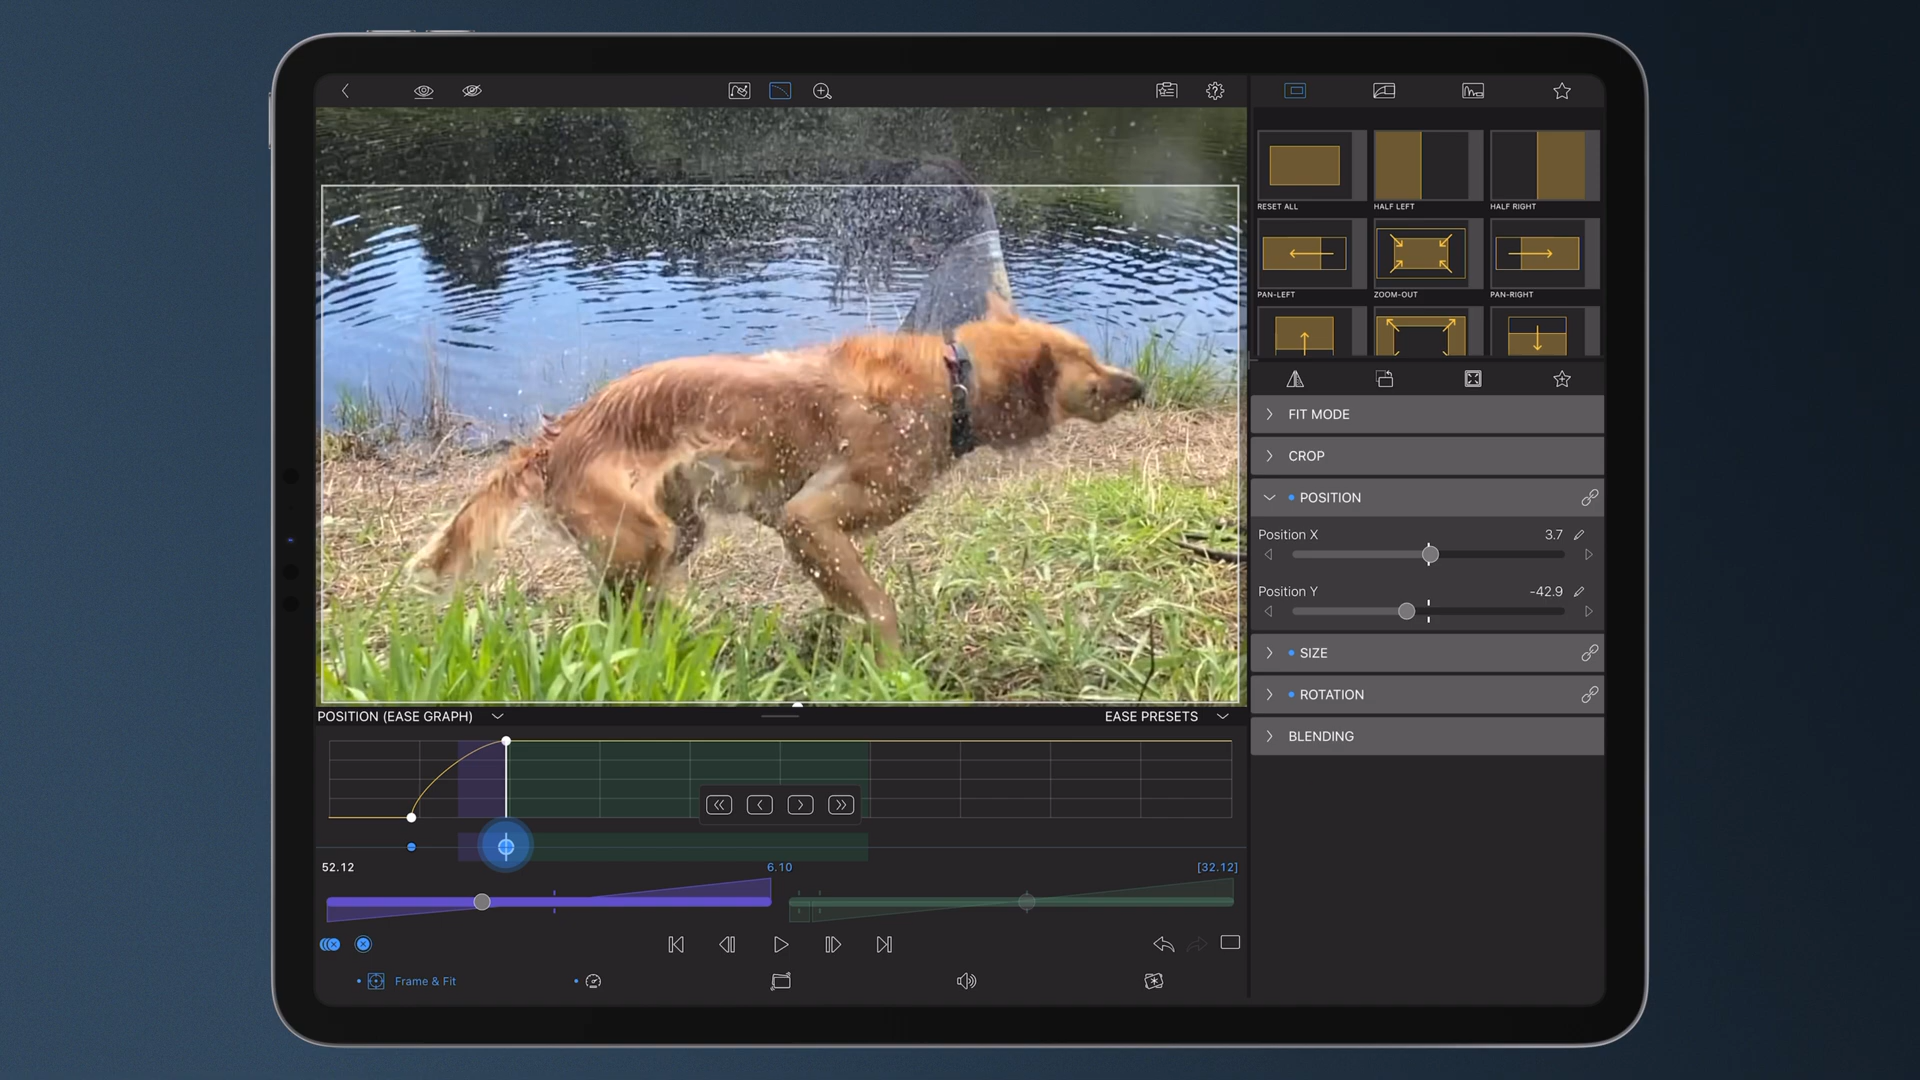 RESET ALL
HALF LEFT
HALF RIGHT
PAN-LEFT
ZOOM-OUT
PAN-RIGHT
FIT MODE
CROP
POSITION
Position X
3.7
Position Y
-42.9
SIZE
ROTATION
BLENDING
POSITION (EASE GRAPH)
EASE PRESETS
52.12
6.10
[32.12]
Frame & Fit